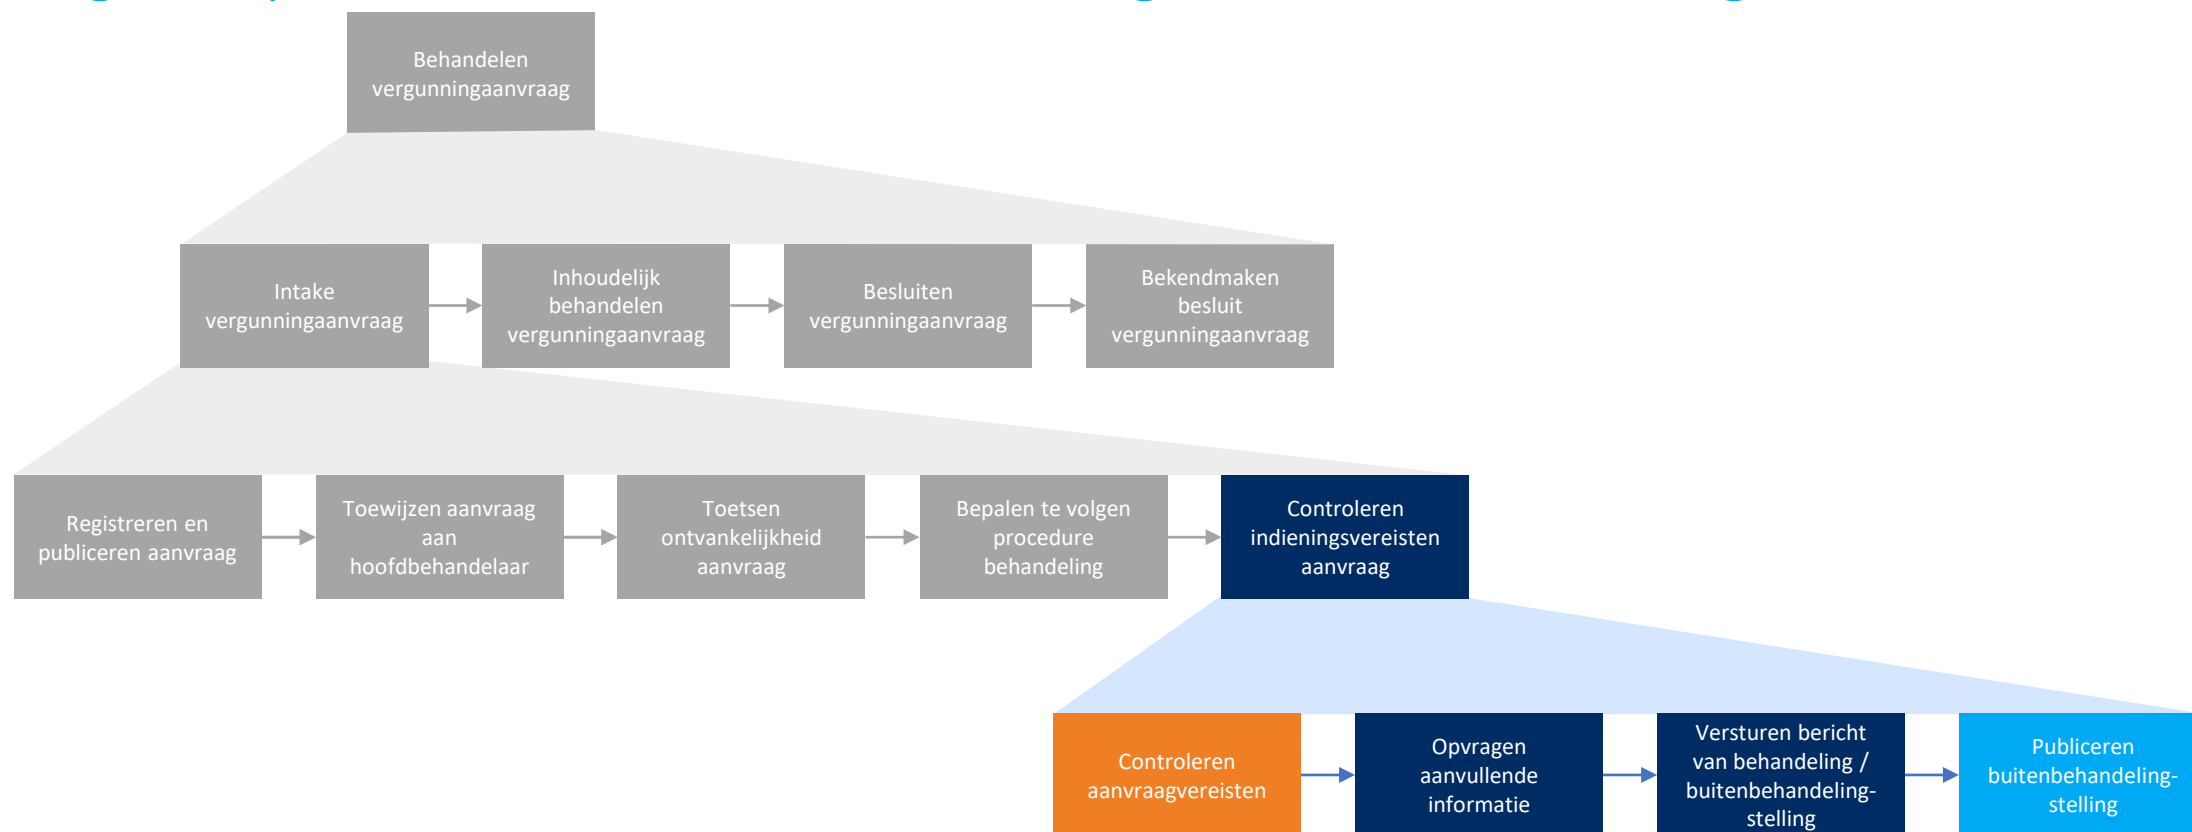 Behandelen
vergunningaanvraag
Intake
vergunningaanvraag
Inhoudelijk
behandelen
vergunningaanvraag
Besluiten
vergunningaanvraag
Bekendmaken
besluit
vergunningaanvraag
Registreren en
publiceren aanvraag
Toewijzen aanvraag
aan
hoofdbehandelaar
Toetsen
ontvankelijkheid
aanvraag
Bepalen te volgen
procedure
behandeling
Controleren
indieningsvereisten
aanvraag
Controleren
aanvraagvereisten
Opvragen
aanvullende
informatie
Versturen bericht
van behandeling /
buitenbehandeling-
stelling
Publiceren
buitenbehandeling-
stelling